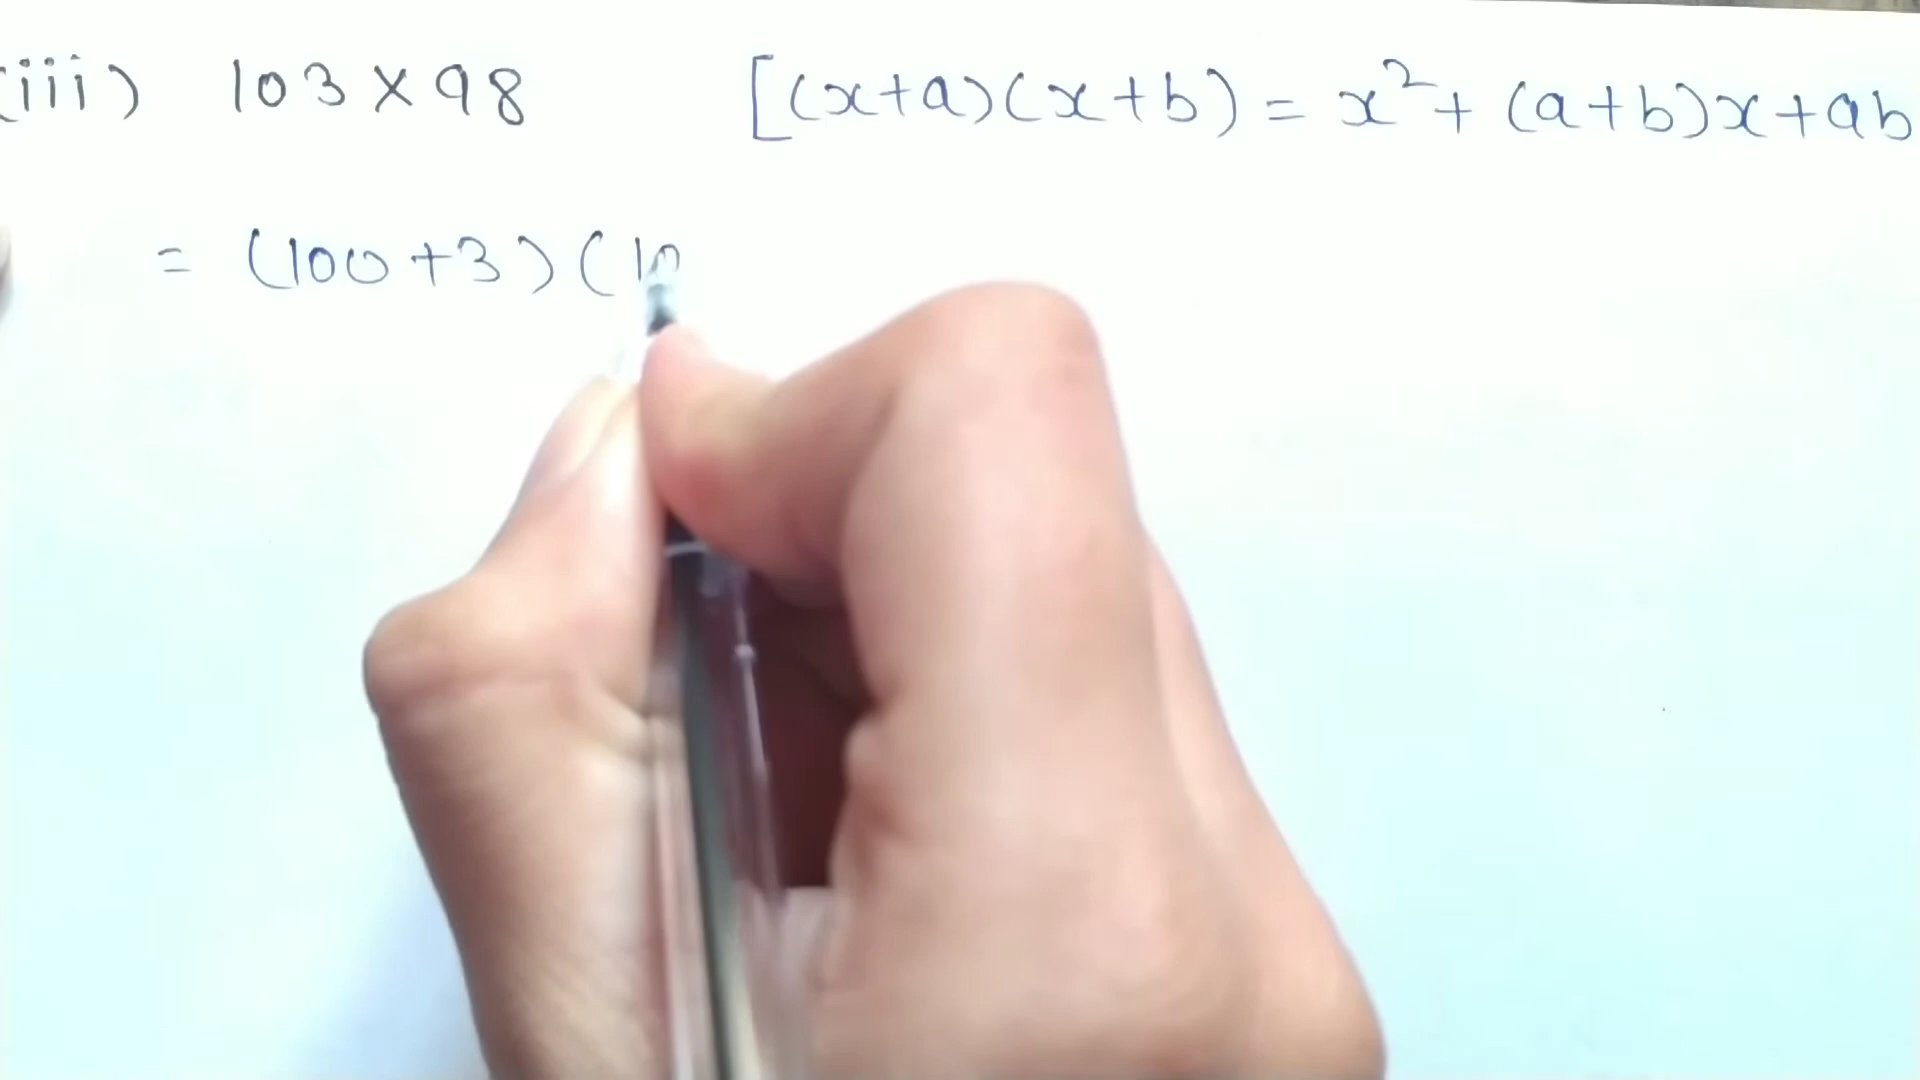 (iii) 103 × 98 [(x+a)(x+b) = x² + (a+b)x + ab
= (100 + 3) (10